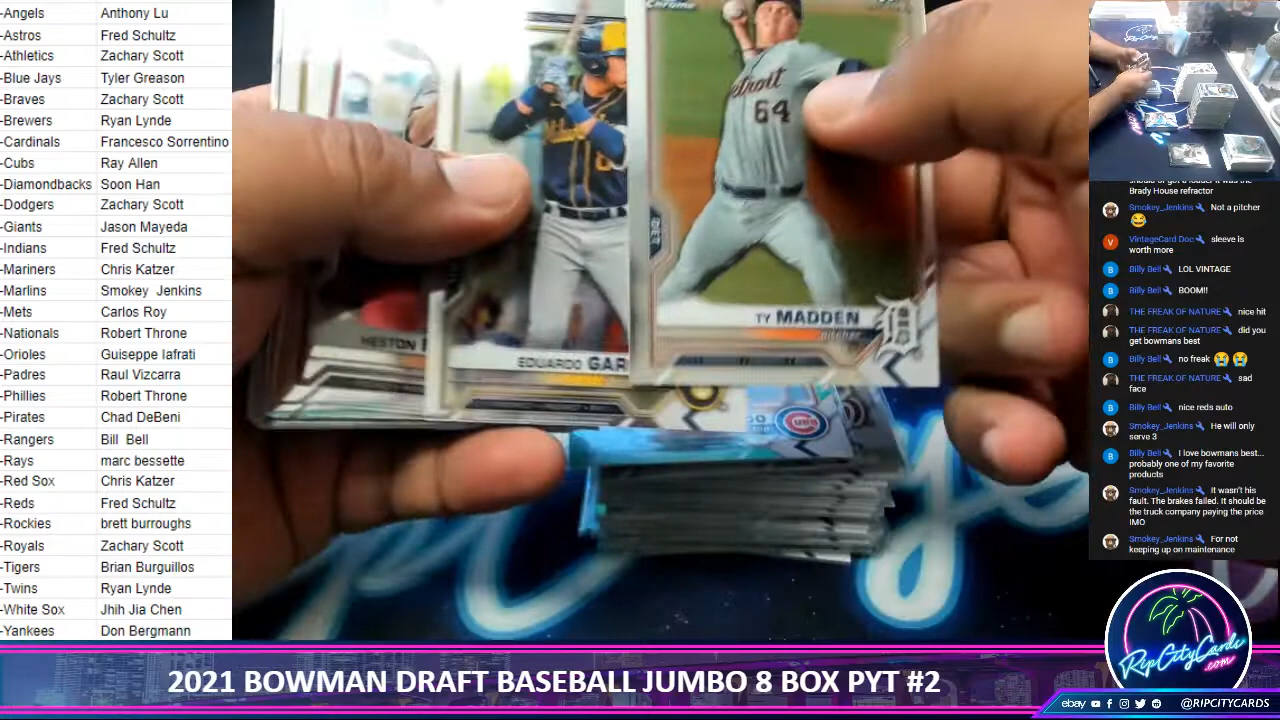 -Angels Anthony Lu
-Astros Fred Schultz
-Athletics Zachary Scott
-Blue Jays Tyler Greason
-Braves Zachary Scott
-Brewers Ryan Lynde
-Cardinals Francesco Sorrentino
-Cubs Ray Allen
-Diamondbacks Soon Han
-Dodgers Zachary Scott
-Giants Jason Mayeda
-Indians Fred Schultz
-Mariners Chris Katzer
-Marlins Smokey Jenkins
-Mets Carlos Roy
-Nationals Robert Throne
-Orioles Guiseppe Iafrati
-Padres Raul Vizcarra
-Phillies Robert Throne
-Pirates Chad DeBeni
-Rangers Bill Bell
-Rays marc bessette
-Red Sox Chris Katzer
-Reds Fred Schultz
-Rockies brett burroughs
-Royals Zachary Scott
-Tigers Brian Burguillos
-Twins Ryan Lynde
-White Sox Jhih Jia Chen
-Yankees Don Bergmann
Chrome
Detroit
64
DET
TY MADDEN
pitcher
EDUARDO GAR
HESTON
CUBS
Brady House refractor
Smokey_Jenkins Not a pitcher
😂
V
VintageCard Doc sleeve is
worth more
B
Billy Bell LOL VINTAGE
B
Billy Bell BOOM!!
THE FREAK OF NATURE nice hit
THE FREAK OF NATURE did you
get bowmans best
B
Billy Bell no freak 😭 😭
THE FREAK OF NATURE sad
face
B
Billy Bell nice reds auto
Smokey_Jenkins He will only
serve 3
B
Billy Bell I love bowmans best...
probably one of my favorite
products
Smokey_Jenkins It wasn't his
fault. The brakes failed. It should be
the truck company paying the price
IMO
Smokey_Jenkins For not
keeping up on maintenance
RipCityCards
.com
2021 BOWMAN DRAFT BASEBALL JUMBO 8 BOX PYT #2
ebay @RIPCITYCARDS